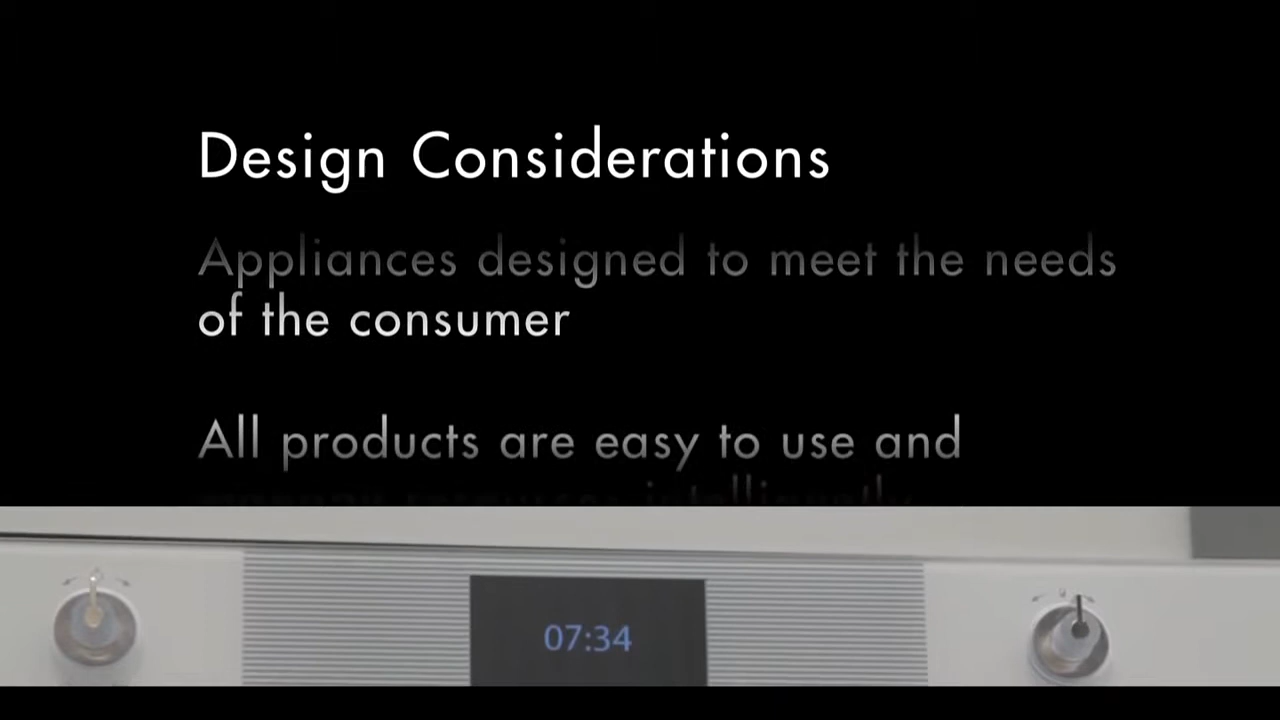 Design Considerations
Appliances designed to meet the needs
of the consumer
All products are easy to use and
07:34